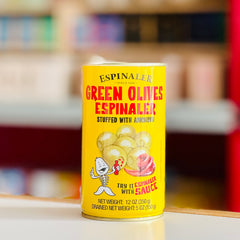 ESPINALER
GREEN OLIVES
ESPINALER
STUFFED WITH ANCHOVY
TRY IT
WITH
ESPINALER
SAUCE
NET WEIGHT: 12 OZ (350g)
DRAINED NET WEIGHT: 5 OZ (150g)